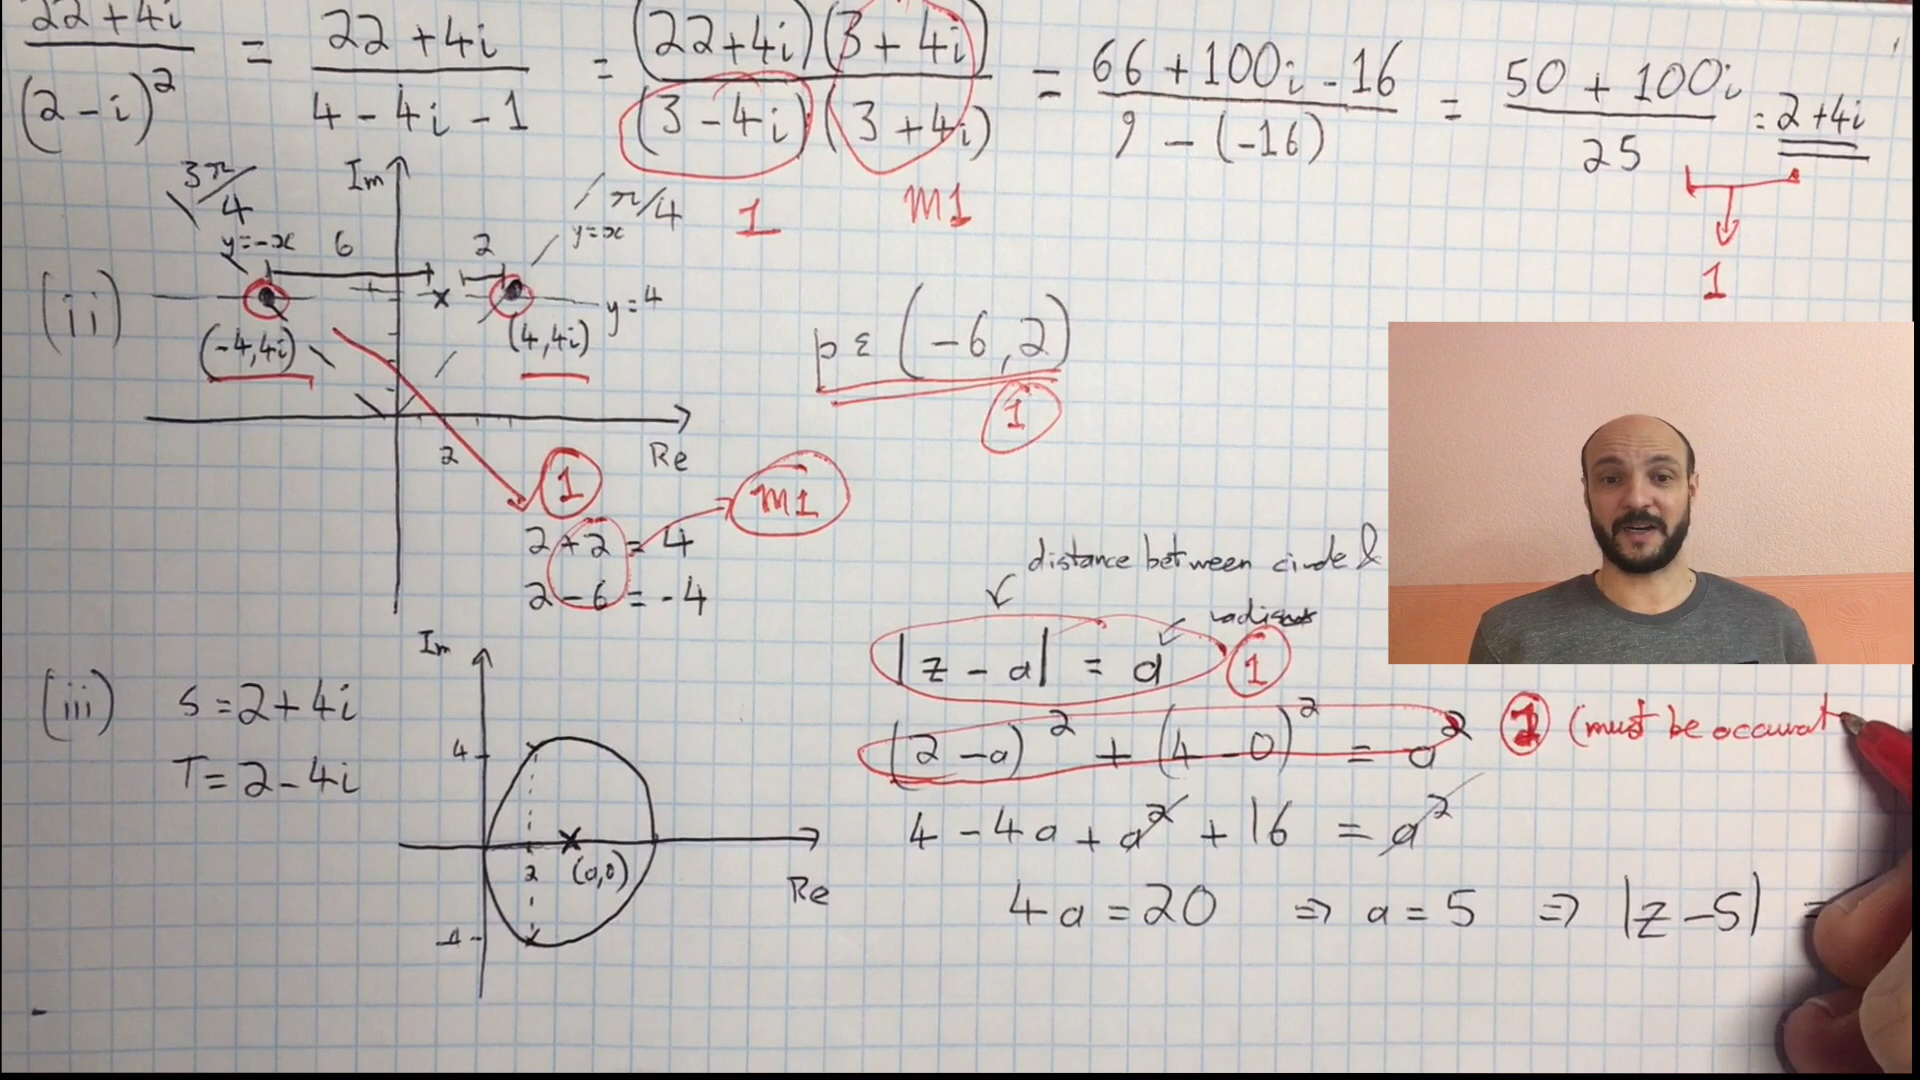 22+4i / (2-i)² = 22+4i / 4-4i-1 = (22+4i)(3+4i) / (3-4i)(3+4i) = 66+100i-16 / 9-(-16) = 50+100i / 25 = 2+4i
1 m1 1
(ii)
3π/4 Im π/4
y=-x 6 2 y=x
y=4
(-4,4i) (4,4i)
2 Re
p ε (-6,2)
1
1
m1
2+2=4
2-6=-4
distance between circle &
radius
(iii) S=2+4i
T=2-4i
Im
4
2 (a,0)
Re
-4
|z-a| = a 1
(2-a)² + (4-0)² = a² 1 (must be accurat
4-4a+a²+16 = a²
4a=20 ⇒ a=5 ⇒ |z-5| =